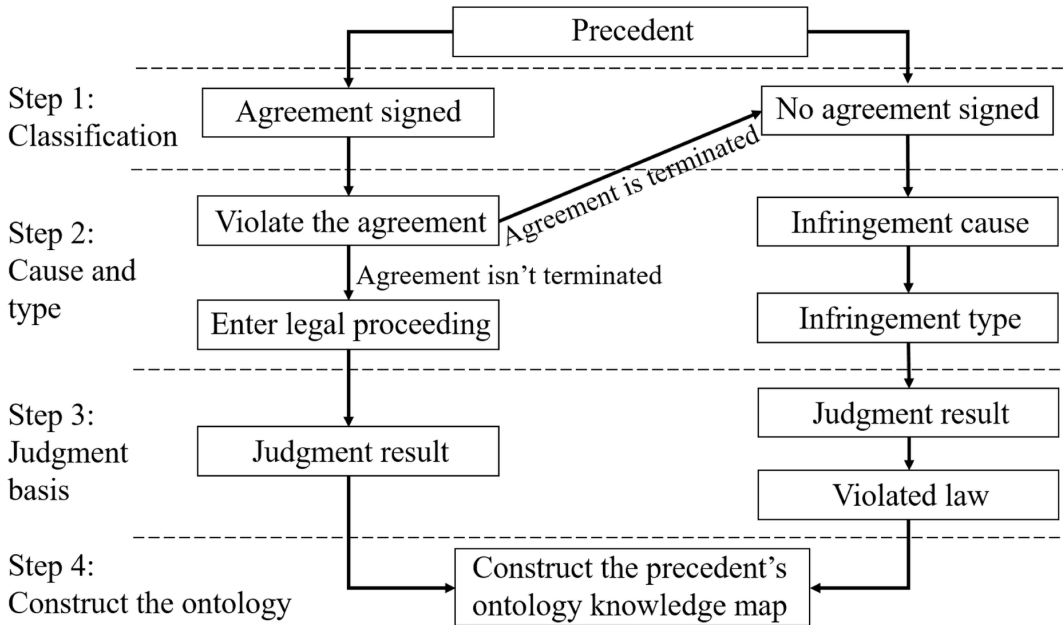 Precedent
Step 1:
Classification
Agreement signed
No agreement signed
Agreement is terminated
Step 2:
Cause and
type
Violate the agreement
Infringement cause
Agreement isn't terminated
Enter legal proceeding
Infringement type
Step 3:
Judgment
basis
Judgment result
Judgment result
Violated law
Step 4:
Construct the ontology
Construct the precedent's
ontology knowledge map